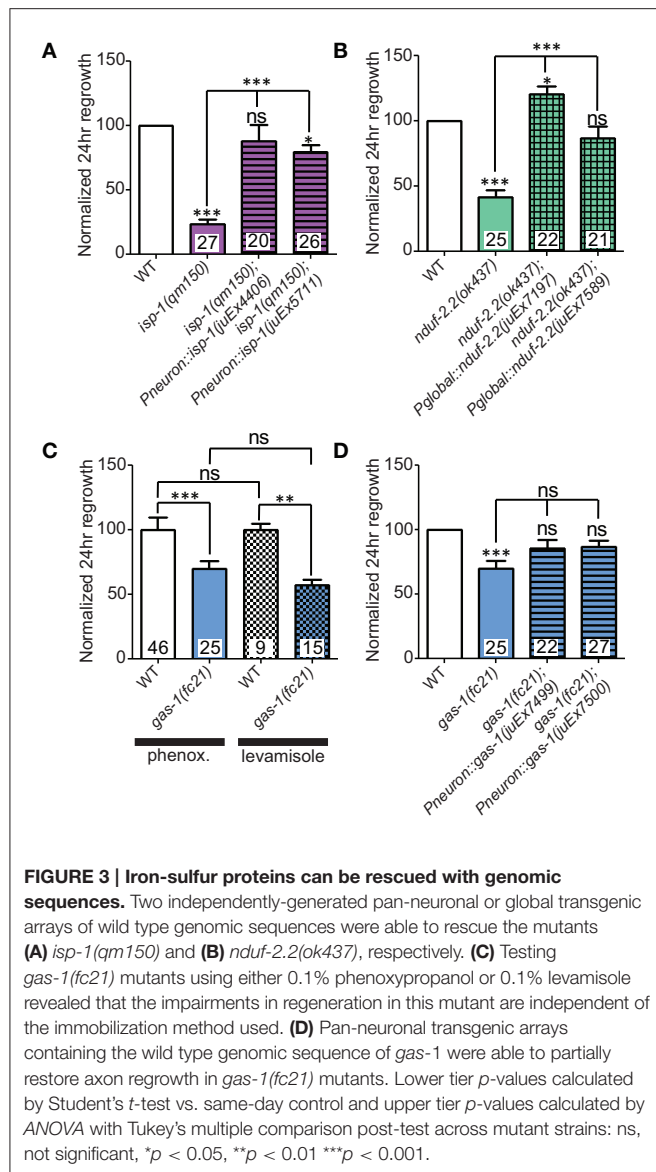 A
Normalized 24hr regrowth
150
100
50
0
***
ns
***
*
27
20
26
WT
isp-1(qm150)
isp-1(qm150);
Pneuron::isp-1(juEx4406)
isp-1(qm150);
Pneuron::isp-1(juEx5711)
B
Normalized 24hr regrowth
150
100
50
0
***
*
ns
***
25
22
21
WT
nduf-2.2(ok437)
nduf-2.2(ok437);
Pglobal::nduf-2.2(juEx7197)
nduf-2.2(ok437);
Pglobal::nduf-2.2(juEx7589)
C
Normalized 24hr regrowth
150
100
50
0
ns
ns
***
**
46
25
9
15
WT
gas-1(fc21)
WT
gas-1(fc21)
phenox.
levamisole
D
Normalized 24hr regrowth
150
100
50
0
ns
ns
ns
***
25
22
27
WT
gas-1(fc21)
gas-1(fc21);
Pneuron::gas-1(juEx7499)
gas-1(fc21);
Pneuron::gas-1(juEx7500)
FIGURE 3 | Iron-sulfur proteins can be rescued with genomic
sequences. Two independently-generated pan-neuronal or global transgenic
arrays of wild type genomic sequences were able to rescue the mutants
(A) isp-1(qm150) and (B) nduf-2.2(ok437), respectively. (C) Testing
gas-1(fc21) mutants using either 0.1% phenoxypropanol or 0.1% levamisole
revealed that the impairments in regeneration in this mutant are independent of
the immobilization method used. (D) Pan-neuronal transgenic arrays
containing the wild type genomic sequence of gas-1 were able to partially
restore axon regrowth in gas-1(fc21) mutants. Lower tier p-values calculated
by Student's t-test vs. same-day control and upper tier p-values calculated by
ANOVA with Tukey's multiple comparison post-test across mutant strains: ns,
not significant, *p < 0.05, **p < 0.01 ***p < 0.001.